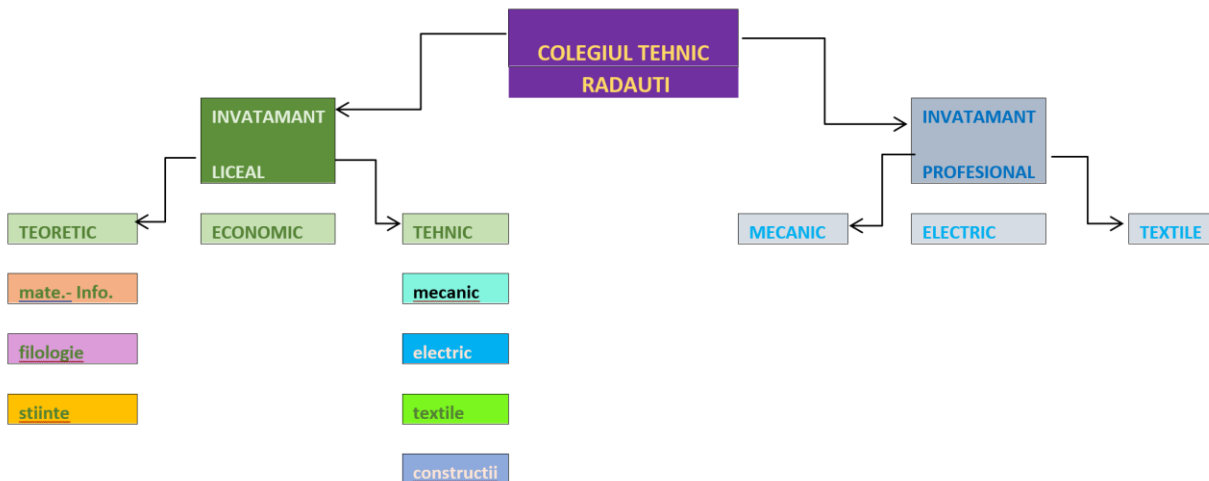 COLEGIUL TEHNIC
RADAUTI
INVATAMANT
LICEAL
INVATAMANT
PROFESIONAL
TEORETIC
ECONOMIC
TEHNIC
MECANIC
ELECTRIC
TEXTILE
mate.- Info.
mecanic
filologie
electric
stiinte
textile
constructii